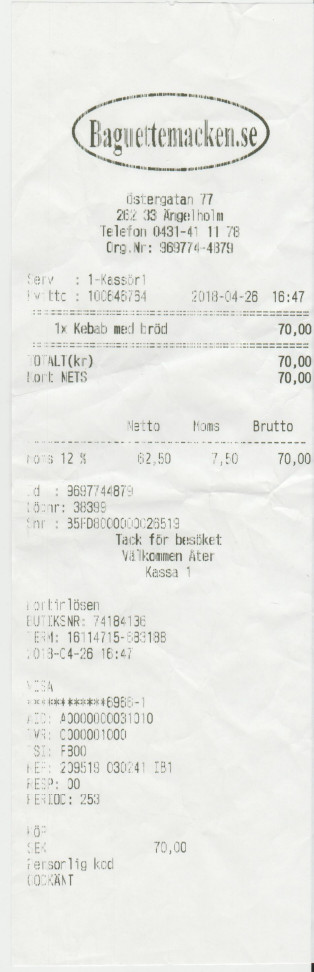 Baguettemacken.se
Östergatan 77
262 33 Ängelholm
Telefon 0431-41 11 78
Org.Nr: 969774-4879
Serv : 1-Kassör1
Kvitto : 100646764 2018-04-26 16:47
1x Kebab med bröd 70,00
TOTALT(kr) 70,00
Kort NETS 70,00
Netto Moms Brutto
Moms 12 % 62,50 7,50 70,00
Id : 9697744879
Löpnr: 38399
Snr : B5FD8000000026519
Tack för besöket
Välkommen Åter
Kassa 1
Kortinlösen
BUTIKSNR: 74184136
TERM: 16114715-683188
2018-04-26 16:47
VISA
************6986-1
AID: A0000000031010
TVR: C000001000
TSI: F800
REF: 209519 030241 IB1
RESP: 00
PERIOD: 253
KÖP
SEK 70,00
Personlig kod
GODKÄNT